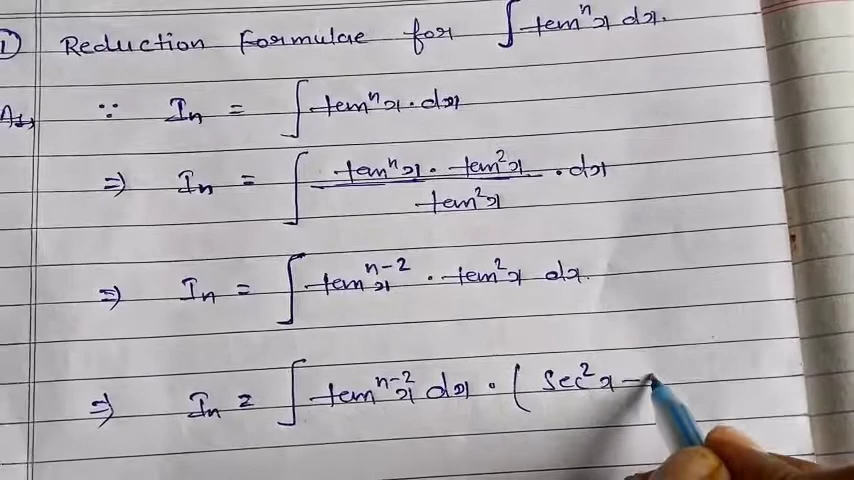 1) Reduction Formulae for ∫ tanⁿx dx.
Ans ∵ Iₙ = ∫ tanⁿx · dx
⇒ Iₙ = ∫ (tanⁿx · tan²x)/(tan²x) · dx
⇒ Iₙ = ∫ tanⁿ⁻²x · tan²x dx.
⇒ Iₙ = ∫ tanⁿ⁻²x dx · ( Sec²x −